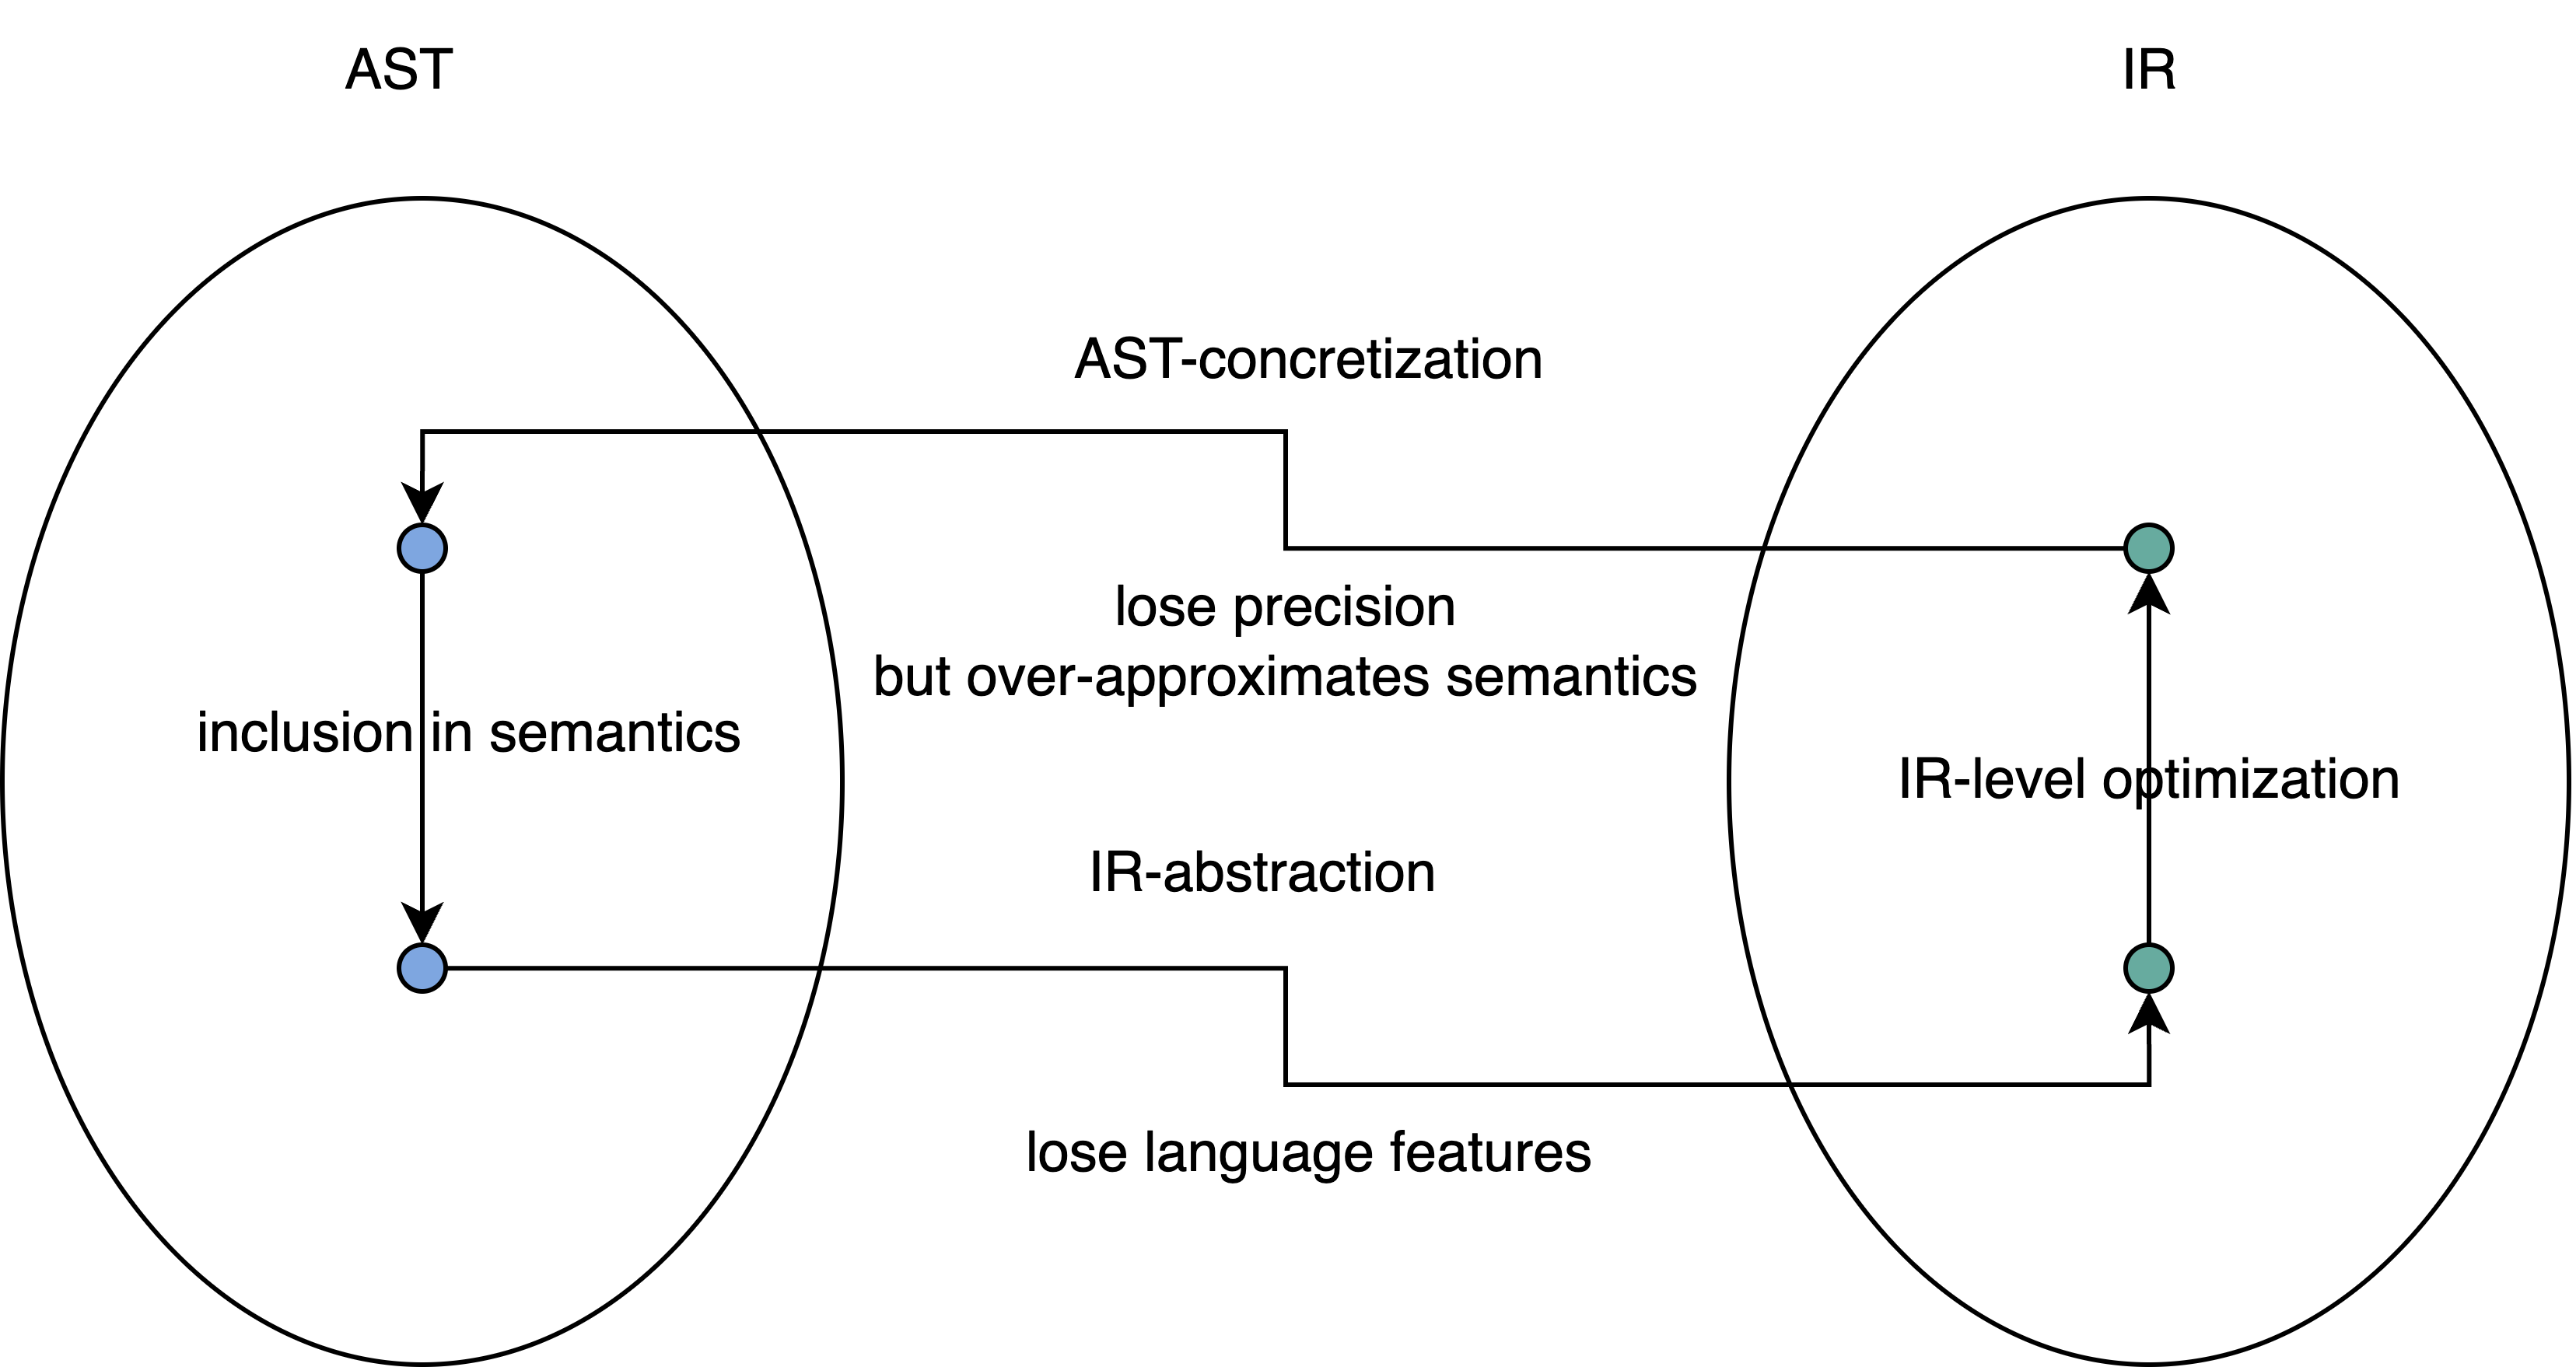 AST
IR
AST-concretization
lose precision
but over-approximates semantics
inclusion in semantics
IR-level optimization
IR-abstraction
lose language features